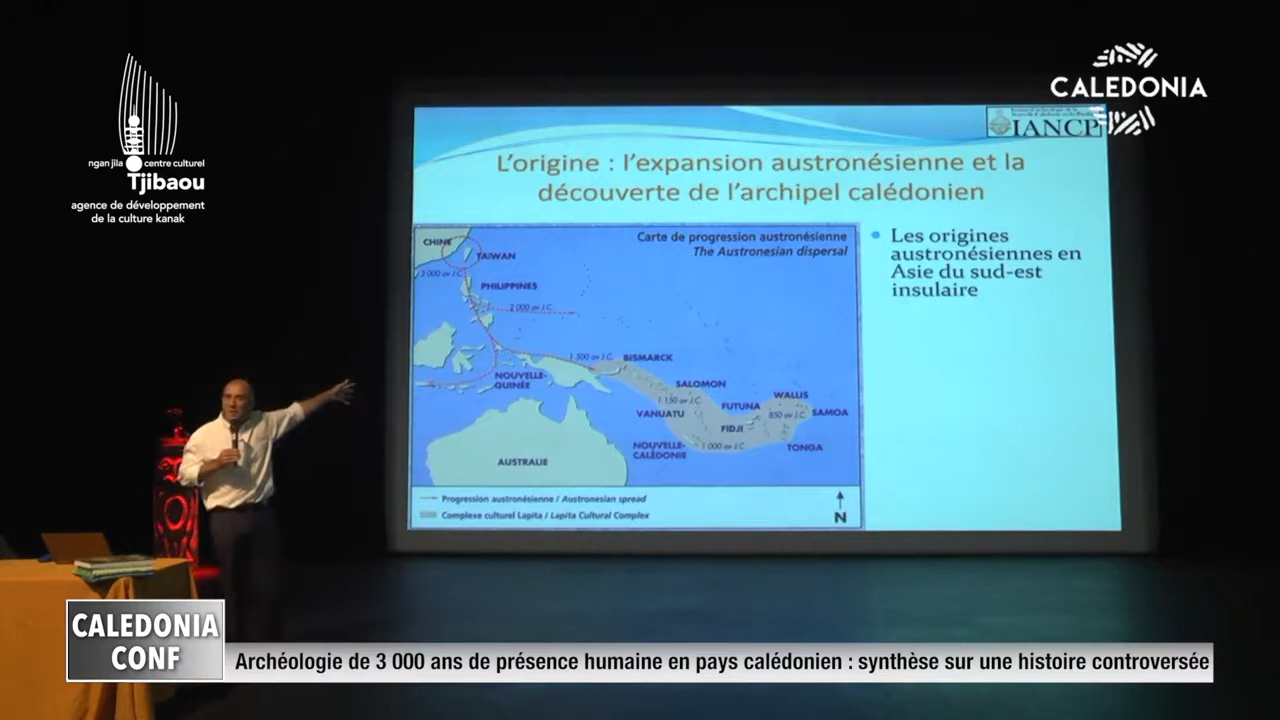 ngan jila centre culturel
Tjibaou
agence de développement
de la culture kanak
CALEDONIA
IANCP
L'origine : l'expansion austronésienne et la
découverte de l'archipel calédonien
Carte de progression austronésienne
The Austronesian dispersal
CHINE
TAÏWAN
3 000 av J.C.
PHILIPPINES
2 000 av J.C.
1 500 av J.C.
BISMARCK
NOUVELLE-
GUINÉE
SALOMON
1 150 av J.C.
VANUATU
FUTUNA
WALLIS
850 av J.C.
SAMOA
FIDJI
NOUVELLE-
CALÉDONIE
1 000 av J.C.
TONGA
AUSTRALIE
Progression austronésienne / Austronesian spread
Complexe culturel Lapita / Lapita Cultural Complex
N
• Les origines
austronésiennes en
Asie du sud-est
insulaire
CALEDONIA
CONF
Archéologie de 3 000 ans de présence humaine en pays calédonien : synthèse sur une histoire controversée